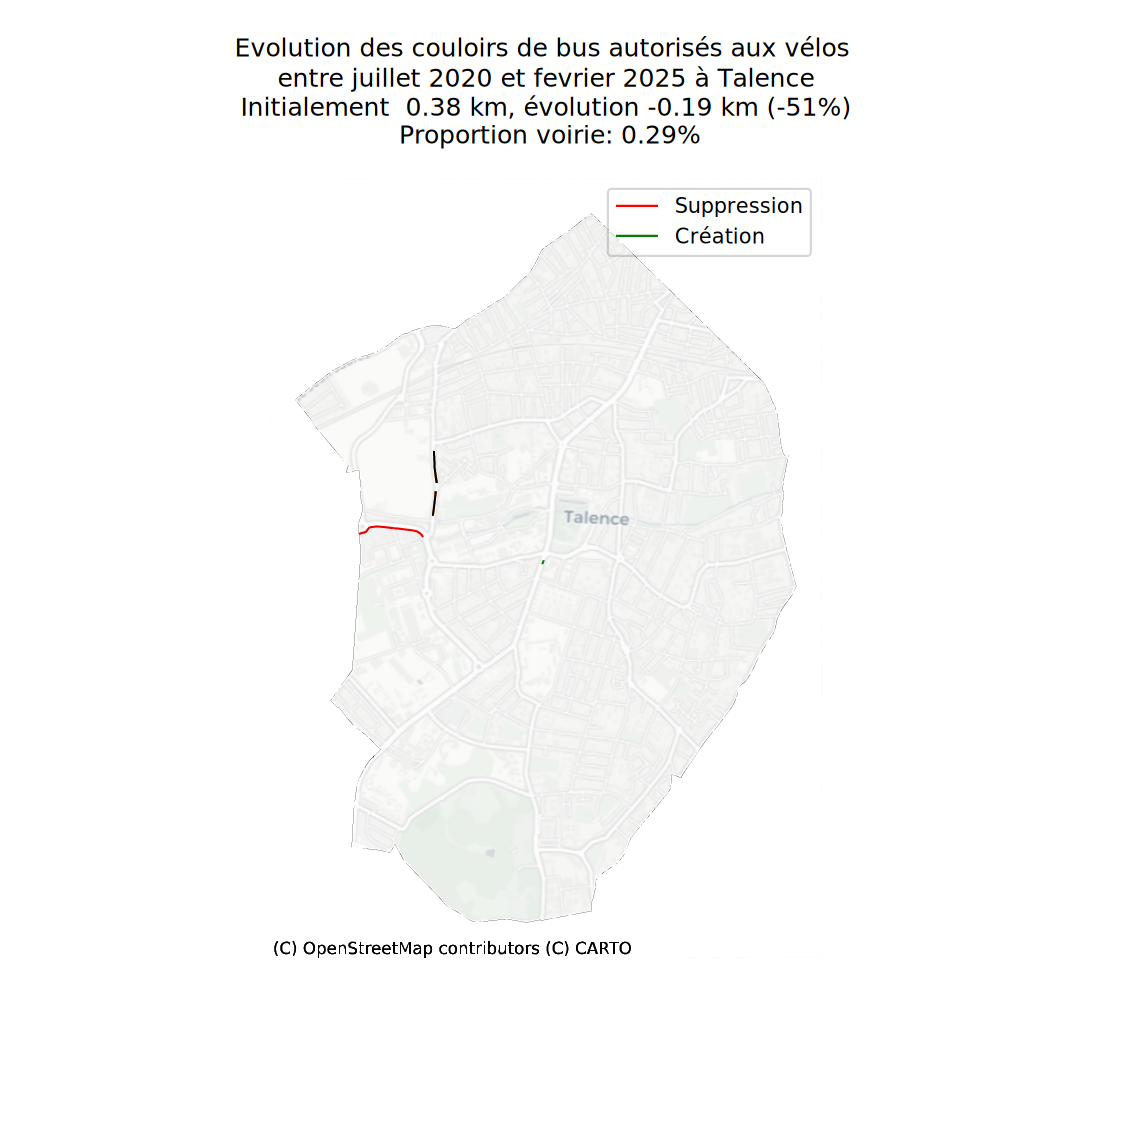 Evolution des couloirs de bus autorisés aux vélos
entre juillet 2020 et fevrier 2025 à Talence
Initialement  0.38 km, évolution -0.19 km (-51%)
Proportion voirie: 0.29%
Suppression
Création
Talence
(C) OpenStreetMap contributors (C) CARTO